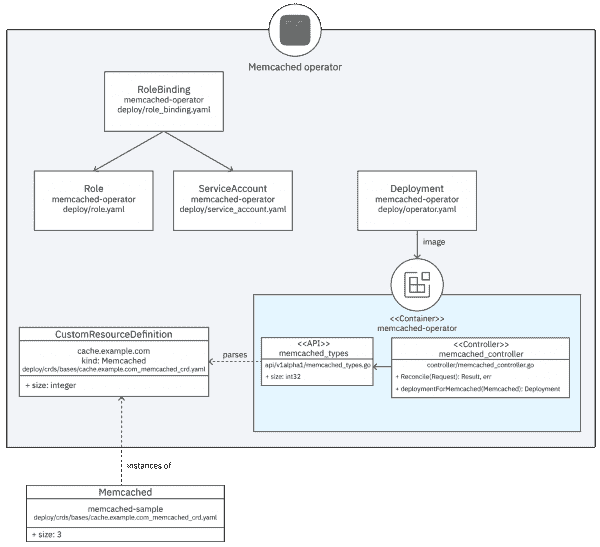 Memcached operator
RoleBinding
memcached-operator
deploy/role_binding.yaml
Role
memcached-operator
deploy/role.yaml
ServiceAccount
memcached-operator
deploy/service_account.yaml
Deployment
memcached-operator
deploy/operator.yaml
image
<<Container>>
memcached-operator
CustomResourceDefinition
cache.example.com
kind: Memcached
deploy/crds/bases/cache.example.com_memcached_crd.yaml
+ size: integer
parses
<<API>>
memcached_types
api/v1alpha1/memcached_types.go
+ size: int32
<<Controller>>
memcached_controller
controller/memcached_controller.go
+ Reconcile(Request): Result, err
+ deploymentForMemcached(Memcached): Deployment
instances of
Memcached
memcached-sample
deploy/crds/bases/cache.example.com_memcached_crd.yaml
+ size: 3